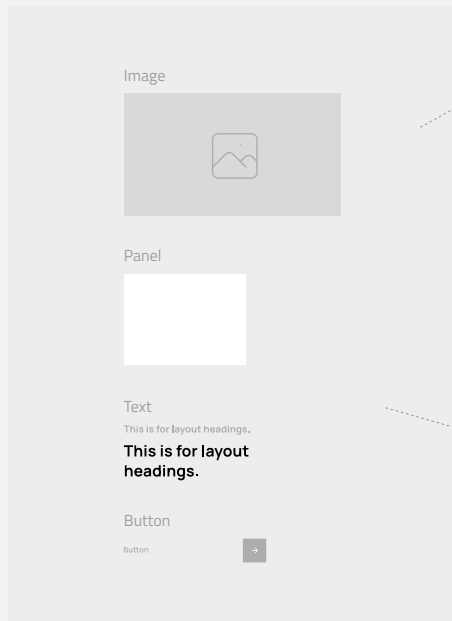 Image
Panel
Text
This is for layout headings.
This is for layout
headings.
Button
Button